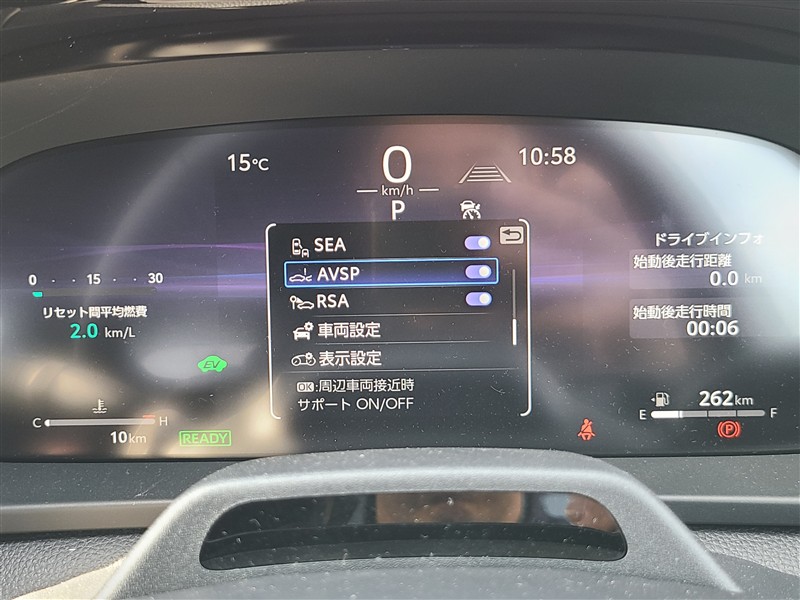 15℃
0
km/h
P
10:58
0 · · 15 · · 30
リセット間平均燃費
2.0 km/L
EV
C H
10km
READY
SEA
AVSP
RSA
車両設定
表示設定
OK:周辺車両接近時
サポート ON/OFF
ドライブインフォ
始動後走行距離
0.0 km
始動後走行時間
00:06
262km
E F
P